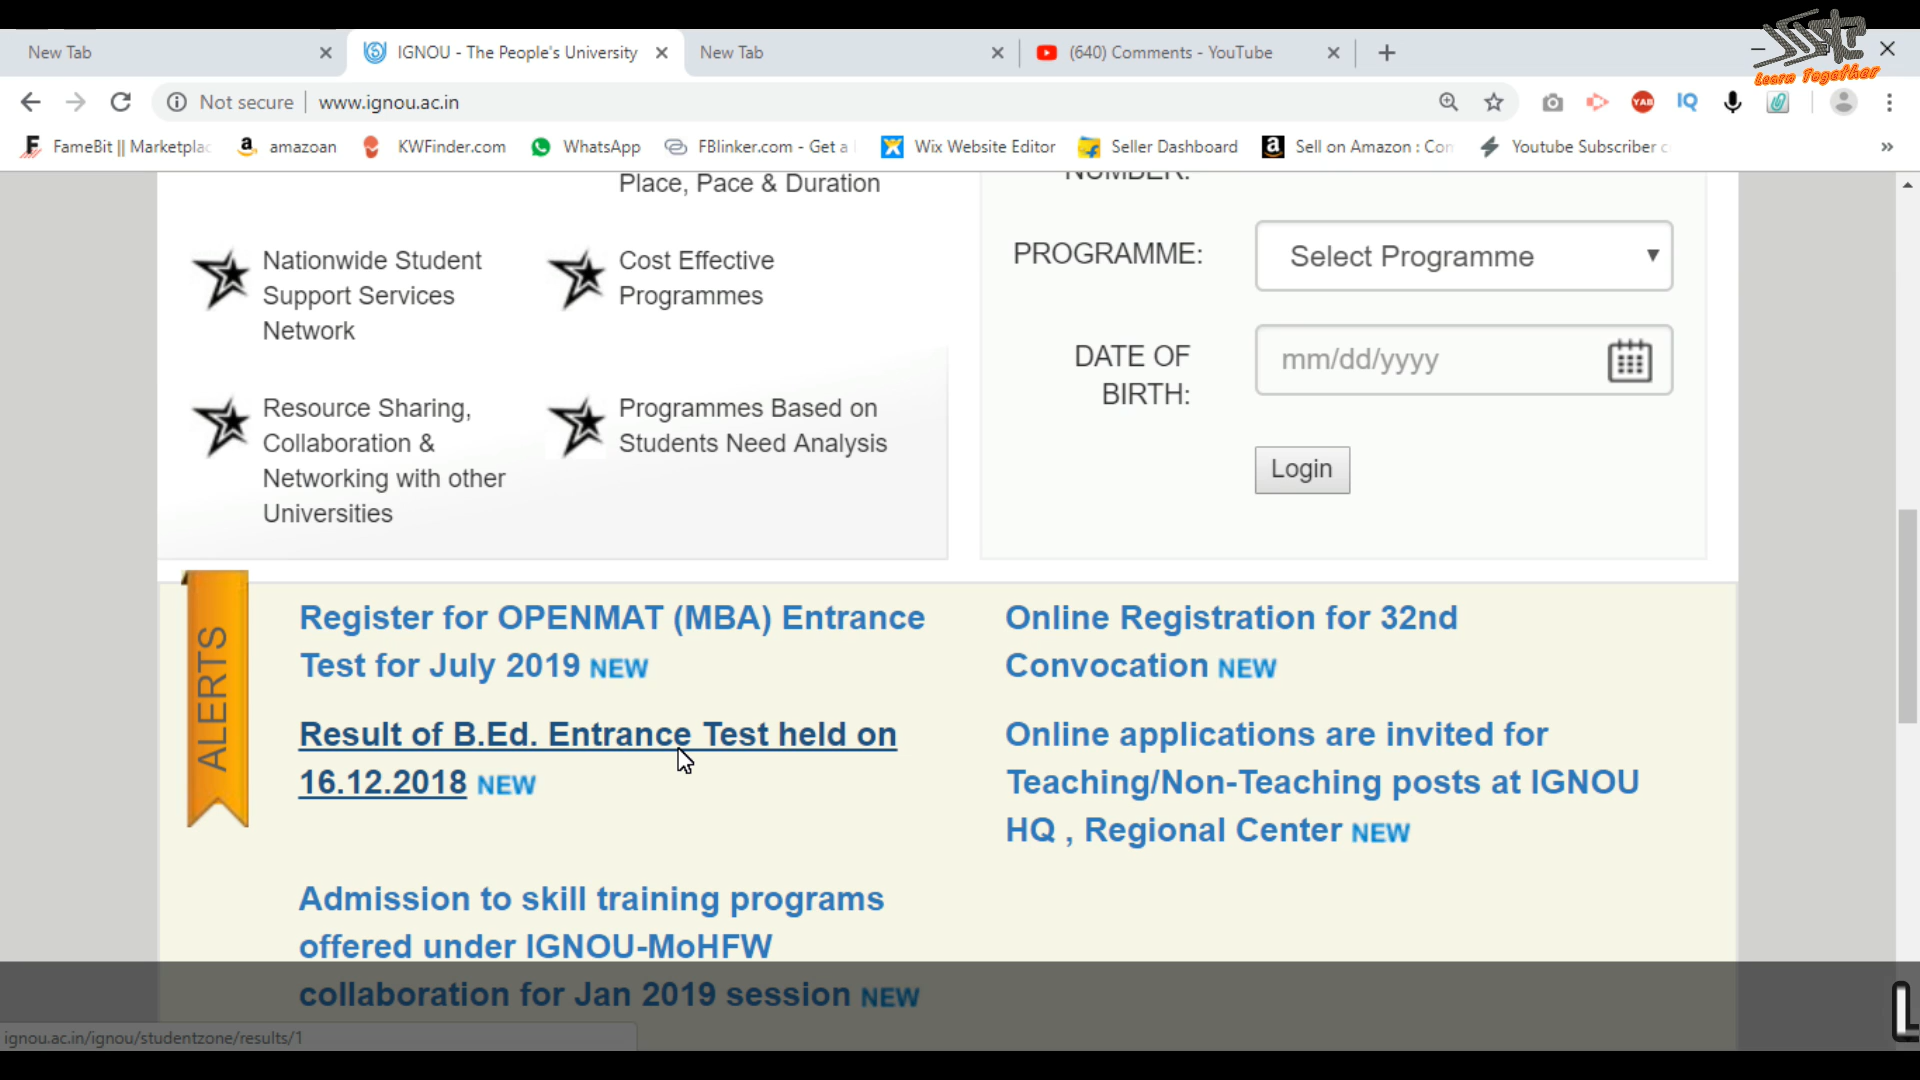 New Tab
IGNOU - The People's University
New Tab
(640) Comments - YouTube
Learn Together
Not secure
www.ignou.ac.in
YAB
IQ
FameBit || Marketplac
amazoan
KWFinder.com
WhatsApp
FBlinker.com - Get a
Wix Website Editor
Seller Dashboard
Sell on Amazon : Con
Youtube Subscriber c
Place, Pace & Duration
NUMBER:
Nationwide Student
Support Services
Network
Cost Effective
Programmes
PROGRAMME:
Select Programme
DATE OF
BIRTH:
mm/dd/yyyy
Resource Sharing,
Collaboration &
Networking with other
Universities
Programmes Based on
Students Need Analysis
Login
ALERTS
Register for OPENMAT (MBA) Entrance
Test for July 2019 NEW
Online Registration for 32nd
Convocation NEW
Result of B.Ed. Entrance Test held on
16.12.2018 NEW
Online applications are invited for
Teaching/Non-Teaching posts at IGNOU
HQ , Regional Center NEW
Admission to skill training programs
offered under IGNOU-MoHFW
collaboration for Jan 2019 session NEW
ignou.ac.in/ignou/studentzone/results/1
L